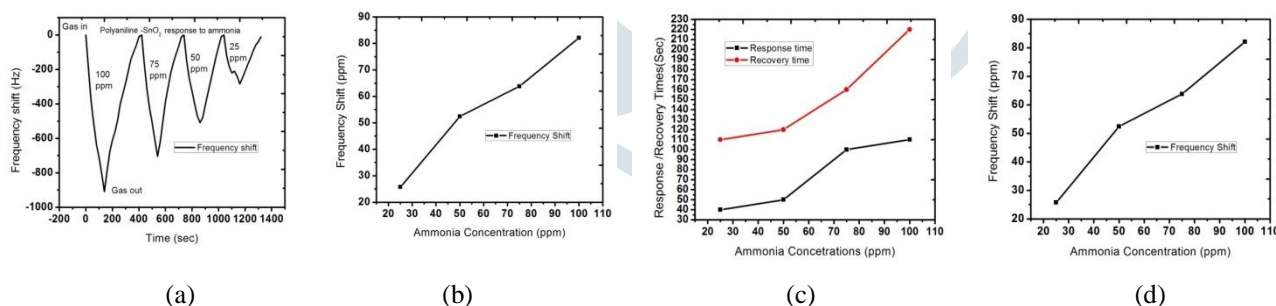 Gas in
Polyaniline -SnO2 response to ammonia
100
ppm
75
ppm
50
ppm
25
ppm
Frequency shift
Gas out
Frequency shift (Hz)
0
-200
-400
-600
-800
-1000
-200 0 200 400 600 800 1000 1200 1400
Time (sec)
(a)
Frequency Shift (ppm)
90
80
70
60
50
40
30
20
Frequency Shift
20 30 40 50 60 70 80 90 100 110
Ammonia Concentration (ppm)
(b)
Response /Recovery Times(Sec)
230
220
210
200
190
180
170
160
150
140
130
120
110
100
90
80
70
60
50
40
30
Response time
Recovery time
20 30 40 50 60 70 80 90 100 110
Ammonia Concetrations (ppm)
(c)
Frequency Shift (ppm)
90
80
70
60
50
40
30
20
Frequency Shift
20 30 40 50 60 70 80 90 100 110
Ammonia Concentration (ppm)
(d)